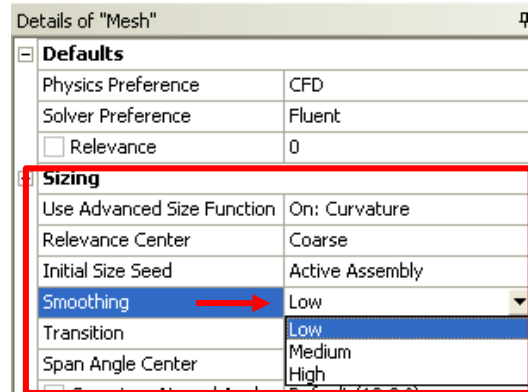 Details of "Mesh"
Defaults
Physics Preference CFD
Solver Preference Fluent
Relevance 0
Sizing
Use Advanced Size Function On: Curvature
Relevance Center Coarse
Initial Size Seed Active Assembly
Smoothing Low
Transition Low
Span Angle Center Medium
High